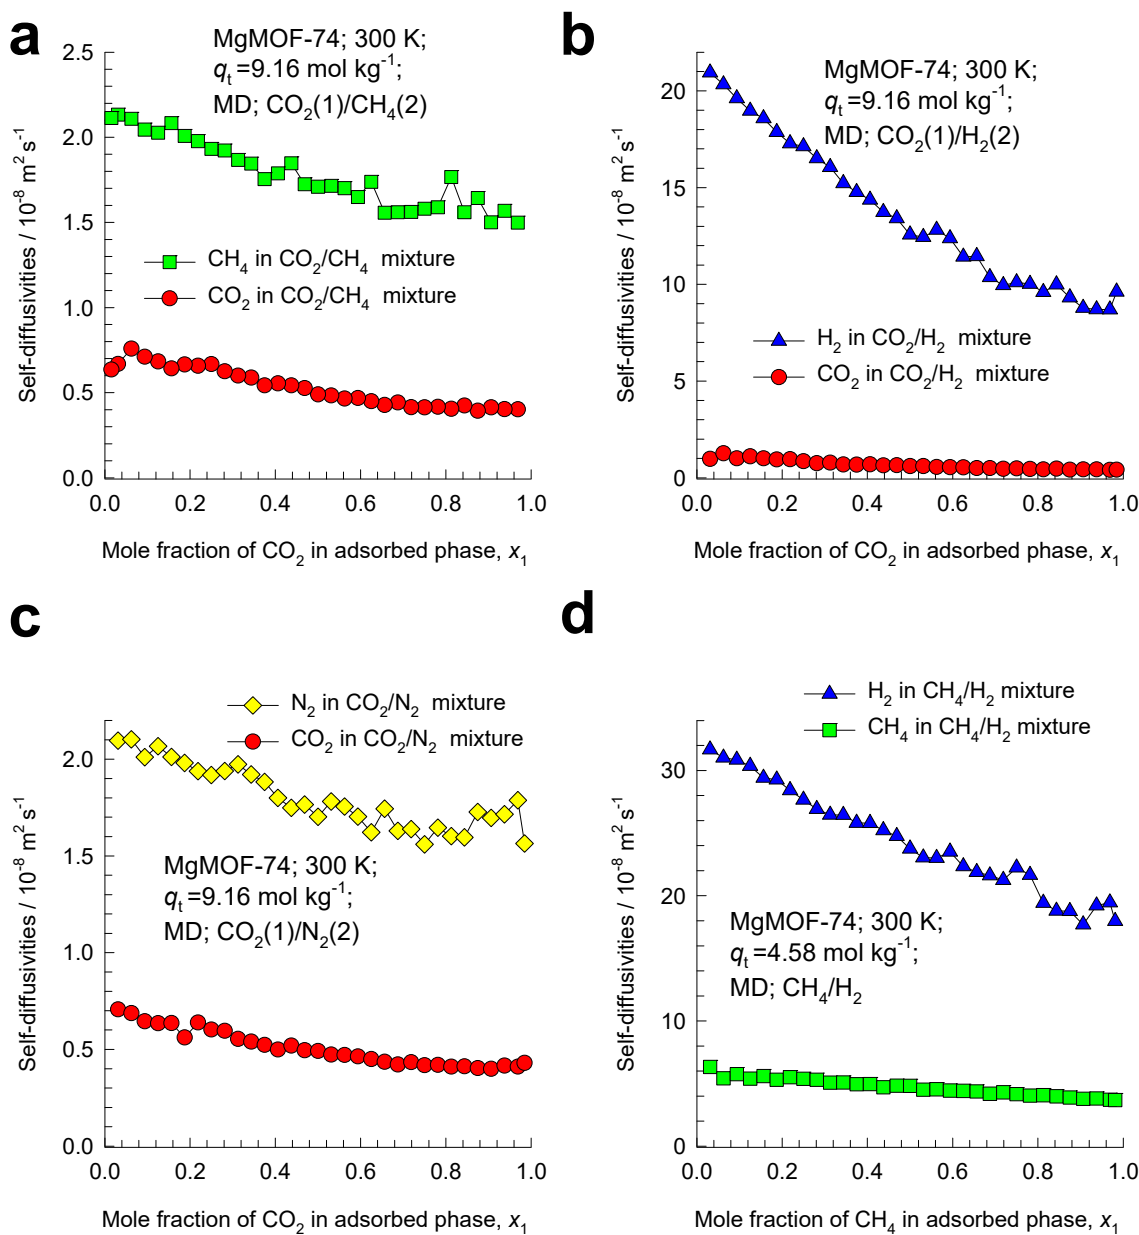 a
MgMOF-74; 300 K;
qt=9.16 mol kg-1;
MD; CO2(1)/CH4(2)
2.5
2.0
1.5
1.0
0.5
0.0
Self-diffusivities / 10-8 m2 s-1
CH4 in CO2/CH4 mixture
CO2 in CO2/CH4 mixture
0.0 0.2 0.4 0.6 0.8 1.0
Mole fraction of CO2 in adsorbed phase, x1
b
MgMOF-74; 300 K;
qt=9.16 mol kg-1;
MD; CO2(1)/H2(2)
20
15
10
5
0
Self-diffusivities / 10-8 m2 s-1
H2 in CO2/H2 mixture
CO2 in CO2/H2 mixture
0.0 0.2 0.4 0.6 0.8 1.0
Mole fraction of CO2 in adsorbed phase, x1
c
N2 in CO2/N2 mixture
CO2 in CO2/N2 mixture
2.0
1.5
1.0
0.5
0.0
Self-diffusivities / 10-8 m2 s-1
MgMOF-74; 300 K;
qt=9.16 mol kg-1;
MD; CO2(1)/N2(2)
0.0 0.2 0.4 0.6 0.8 1.0
Mole fraction of CO2 in adsorbed phase, x1
d
H2 in CH4/H2 mixture
CH4 in CH4/H2 mixture
30
20
10
0
Self-diffusivities / 10-8 m2 s-1
MgMOF-74; 300 K;
qt=4.58 mol kg-1;
MD; CH4/H2
0.0 0.2 0.4 0.6 0.8 1.0
Mole fraction of CH4 in adsorbed phase, x1